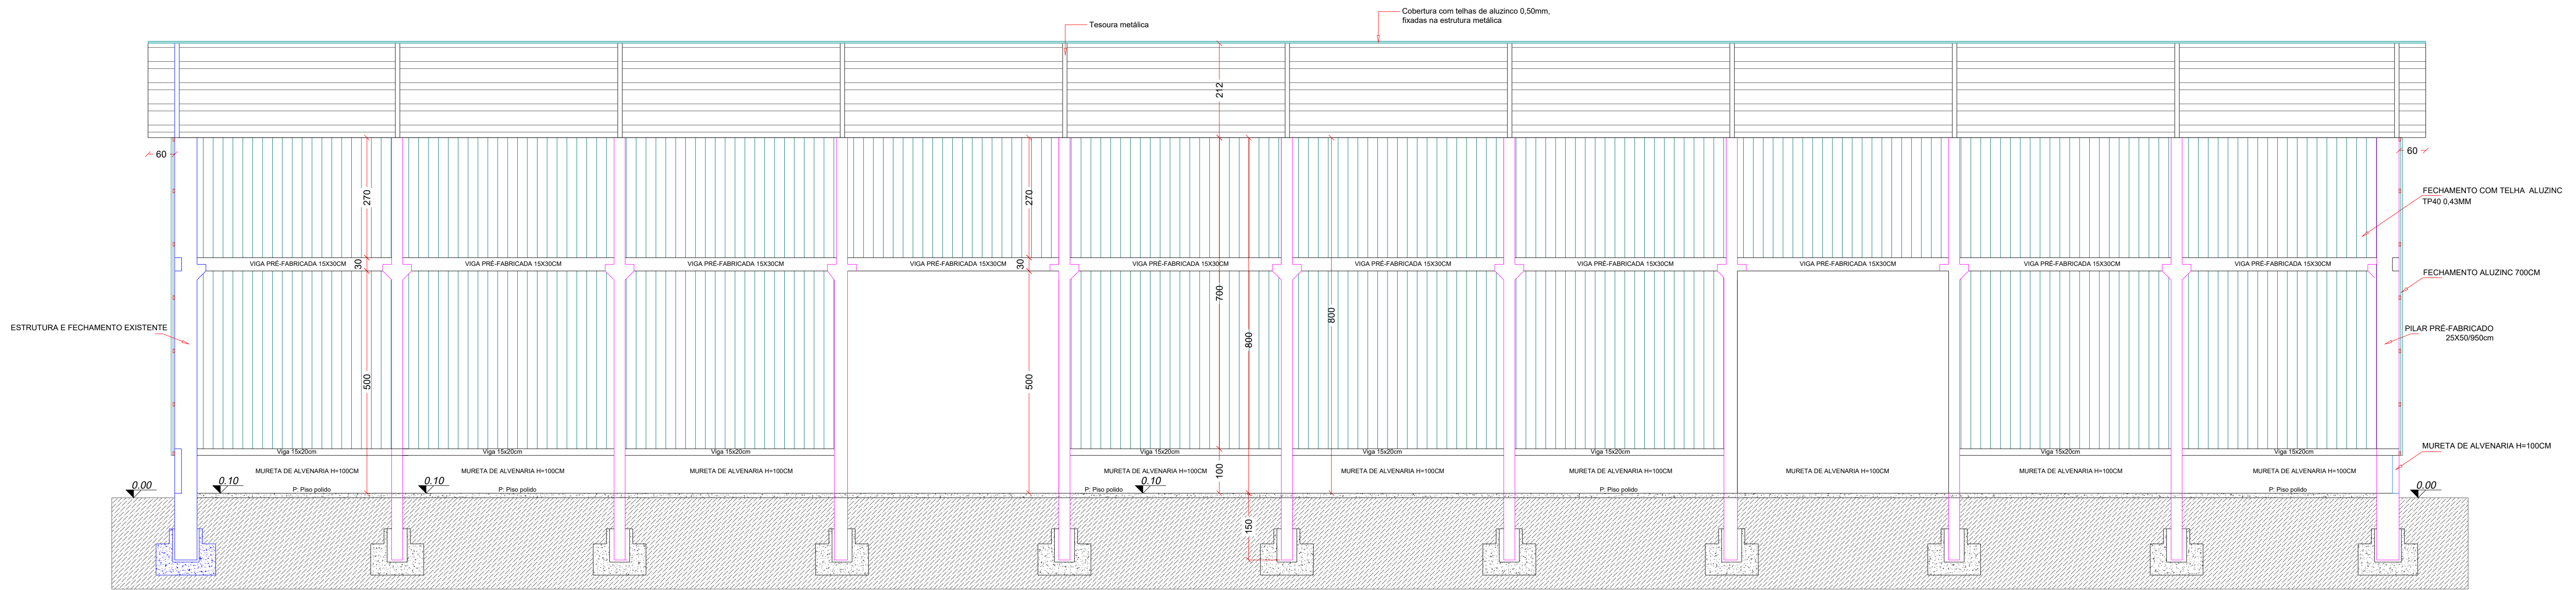 Cobertura com telhas de aluzinco 0,50mm,
fixadas na estrutura metálica
Tesoura metálica
212
60
60
270
270
FECHAMENTO COM TELHA  ALUZINC
TP40 0,43MM
VIGA PRÉ-FABRICADA 15X30CM
VIGA PRÉ-FABRICADA 15X30CM
VIGA PRÉ-FABRICADA 15X30CM
VIGA PRÉ-FABRICADA 15X30CM
VIGA PRÉ-FABRICADA 15X30CM
VIGA PRÉ-FABRICADA 15X30CM
VIGA PRÉ-FABRICADA 15X30CM
VIGA PRÉ-FABRICADA 15X30CM
VIGA PRÉ-FABRICADA 15X30CM
VIGA PRÉ-FABRICADA 15X30CM
30
30
FECHAMENTO ALUZINC 700CM
700
800
800
ESTRUTURA E FECHAMENTO EXISTENTE
PILAR PRÉ-FABRICADO
25X50/950cm
500
500
MURETA DE ALVENARIA H=100CM
Viga 15x20cm
Viga 15x20cm
Viga 15x20cm
Viga 15x20cm
Viga 15x20cm
Viga 15x20cm
Viga 15x20cm
Viga 15x20cm
MURETA DE ALVENARIA H=100CM
MURETA DE ALVENARIA H=100CM
MURETA DE ALVENARIA H=100CM
MURETA DE ALVENARIA H=100CM
MURETA DE ALVENARIA H=100CM
MURETA DE ALVENARIA H=100CM
MURETA DE ALVENARIA H=100CM
MURETA DE ALVENARIA H=100CM
MURETA DE ALVENARIA H=100CM
100
0.00
0.10
0.10
0.10
0.00
P: Piso polido
P: Piso polido
P: Piso polido
P: Piso polido
P: Piso polido
150